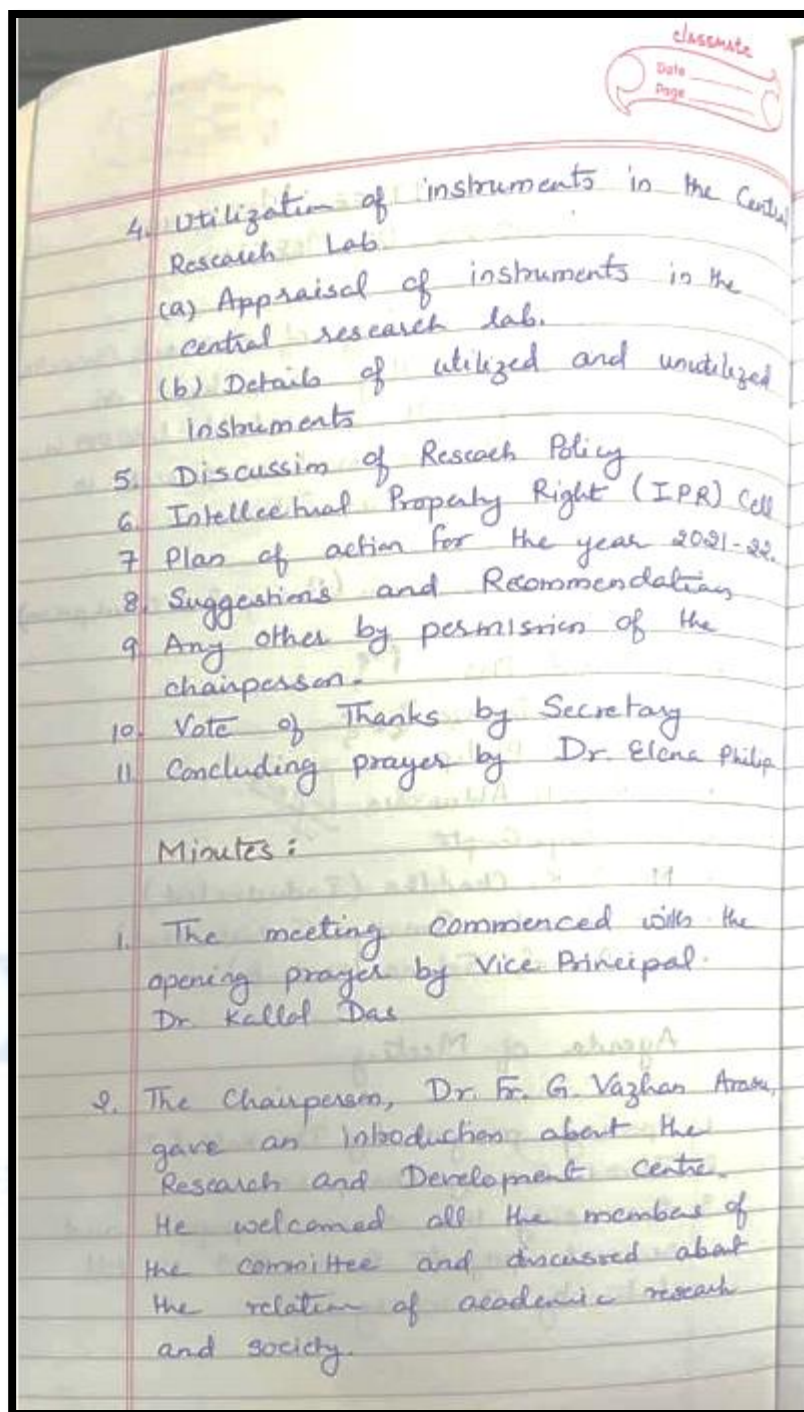 classmate
Date
Page
4. Utilization of instruments in the Central
Research Lab.
(a) Appraisal of instruments in the
central research lab.
(b) Details of utilized and unutilized
instruments
5. Discussion of Reseach Policy
6. Intellectual Property Right (IPR) Cell
7 Plan of action for the year 2021-22.
8. Suggestions and Recommendations
9. Any other by permission of the
chairperson.
10. Vote of Thanks by Secretary
11. Concluding prayer by Dr. Elena Philip
Minutes:
1. The meeting commenced with the
opening prayer by Vice Principal.
Dr. Kallol Das
2. The Chairperson, Dr. Fr. G. Vazhan Arasu,
gave an introduction about the
Research and Development Centre.
He welcomed all the members of
the committee and discussed about
the relation of academic research
and society.